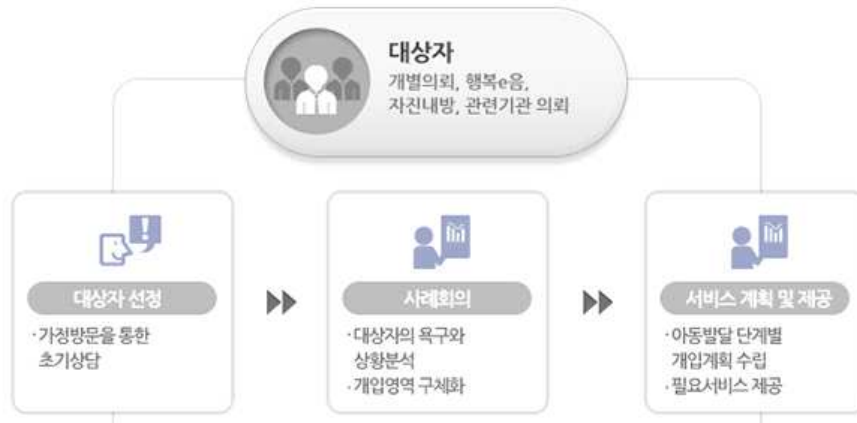 대상자
개별의뢰, 행복e음,
자진내방, 관련기관 의뢰
대상자 선정
·가정방문을 통한
초기상담
사례회의
·대상자의 욕구와
상황분석
·개입영역 구체화
서비스 계획 및 제공
·아동발달 단계별
개입계획 수립
·필요서비스 제공